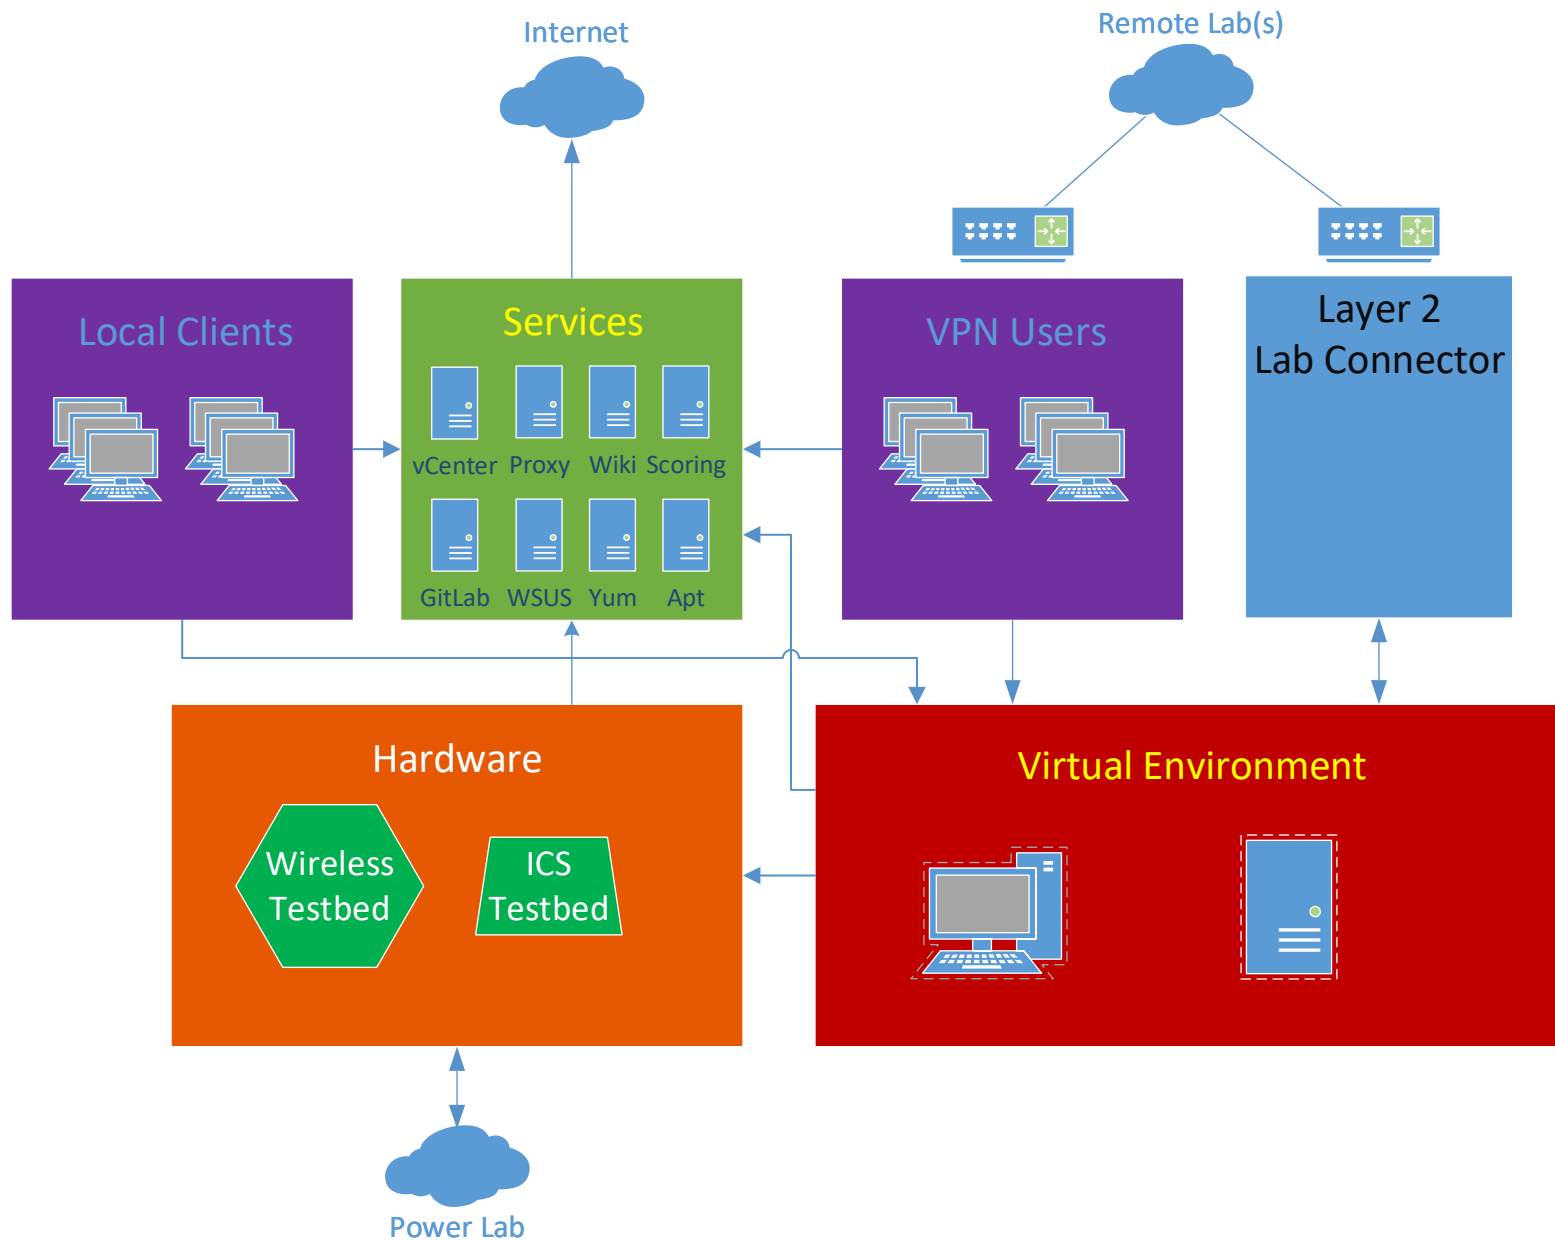 Internet
Remote Lab(s)
Local Clients
Services
VPN Users
Layer 2
Lab Connector
vCenter Proxy Wiki Scoring
GitLab WSUS Yum Apt
Hardware
Virtual Environment
Wireless
Testbed
ICS
Testbed
Power Lab